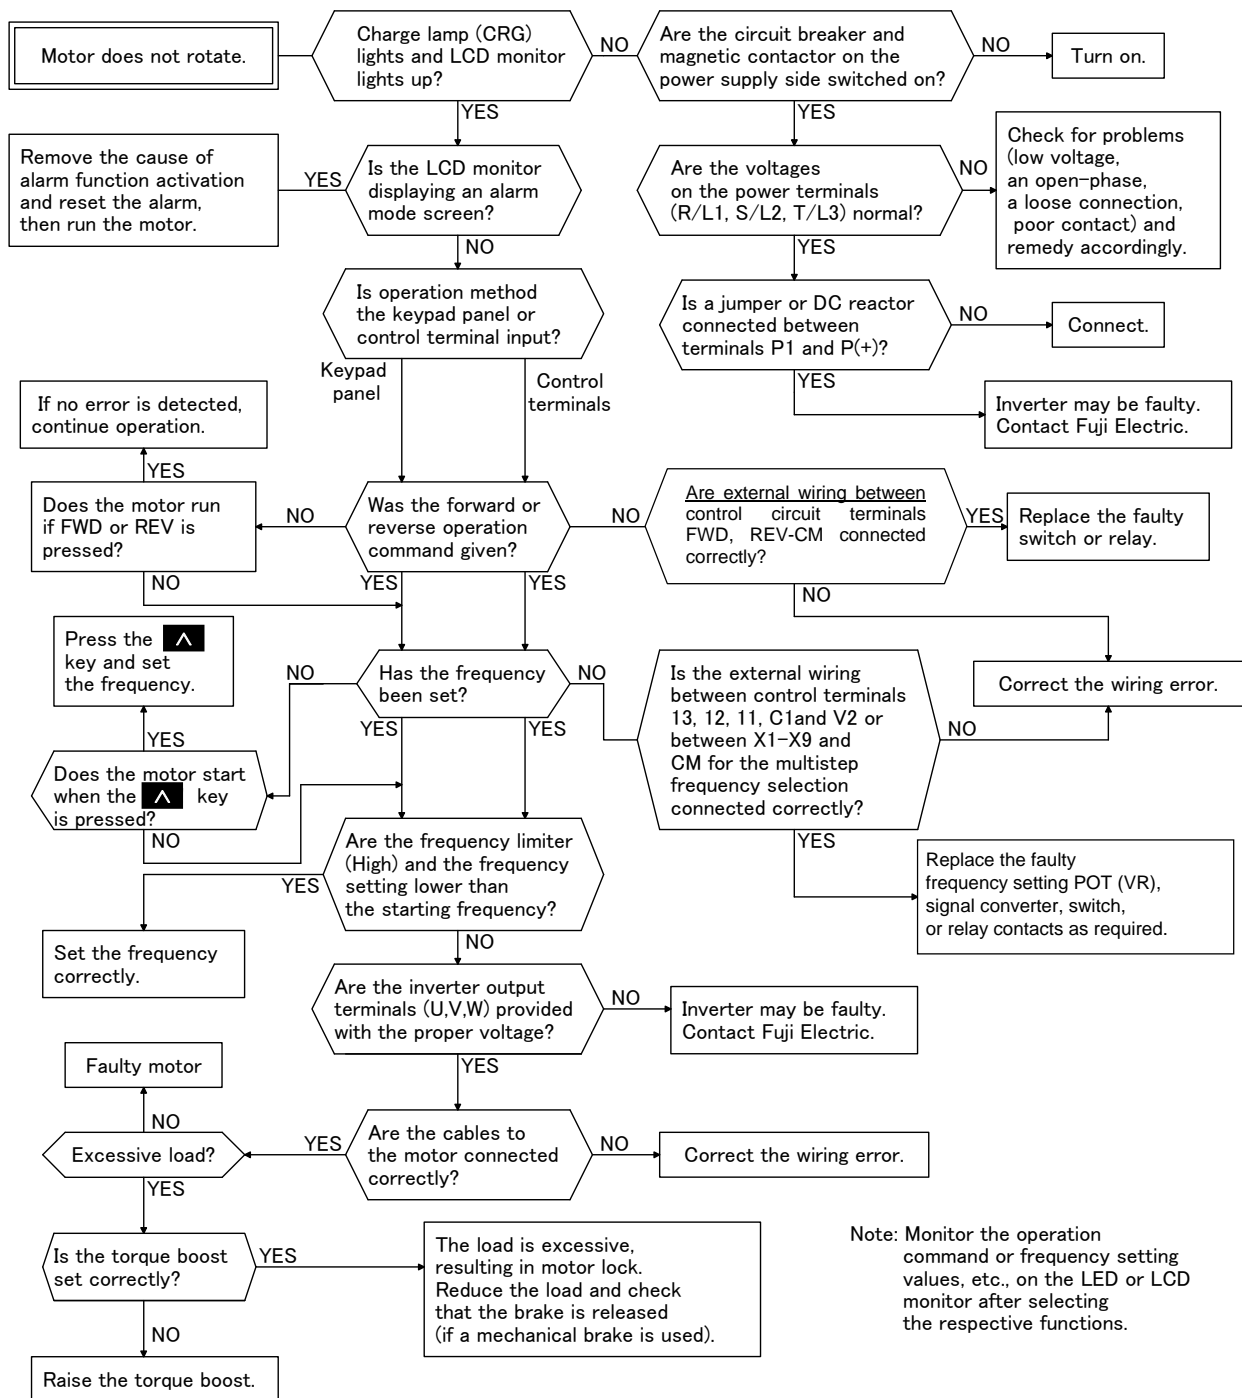 Motor does not rotate.
Charge lamp (CRG)
lights and LCD monitor
lights up?
NO
Are the circuit breaker and
magnetic contactor on the
power supply side switched on?
NO
Turn on.
YES
YES
Remove the cause of
alarm function activation
and reset the alarm,
then run the motor.
YES
Is the LCD monitor
displaying an alarm
mode screen?
Are the voltages
on the power terminals
(R/L1, S/L2, T/L3) normal?
NO
Check for problems
(low voltage,
an open-phase,
a loose connection,
poor contact) and
remedy accordingly.
NO
YES
Is operation method
the keypad panel or
control terminal input?
Is a jumper or DC reactor
connected between
terminals P1 and P(+)?
NO
Connect.
Keypad
panel
Control
terminals
YES
If no error is detected,
continue operation.
Inverter may be faulty.
Contact Fuji Electric.
YES
Does the motor run
if FWD or REV is
pressed?
NO
Was the forward or
reverse operation
command given?
NO
Are external wiring between
control circuit terminals
FWD, REV-CM connected
correctly?
YES
Replace the faulty
switch or relay.
NO
YES
YES
NO
Press the ∧
key and set
the frequency.
NO
Has the frequency
been set?
NO
Is the external wiring
between control terminals
13, 12, 11, C1and V2 or
between X1-X9 and
CM for the multistep
frequency selection
connected correctly?
NO
Correct the wiring error.
YES
YES
YES
Does the motor start
when the ∧ key
is pressed?
NO
Are the frequency limiter
(High) and the frequency
setting lower than
the starting frequency?
YES
YES
Replace the faulty
frequency setting POT (VR),
signal converter, switch,
or relay contacts as required.
Set the frequency
correctly.
NO
Are the inverter output
terminals (U,V,W) provided
with the proper voltage?
NO
Inverter may be faulty.
Contact Fuji Electric.
Faulty motor
YES
NO
Excessive load?
YES
Are the cables to
the motor connected
correctly?
NO
Correct the wiring error.
YES
Is the torque boost
set correctly?
YES
The load is excessive,
resulting in motor lock.
Reduce the load and check
that the brake is released
(if a mechanical brake is used).
Note: Monitor the operation
command or frequency setting
values, etc., on the LED or LCD
monitor after selecting
the respective functions.
NO
Raise the torque boost.